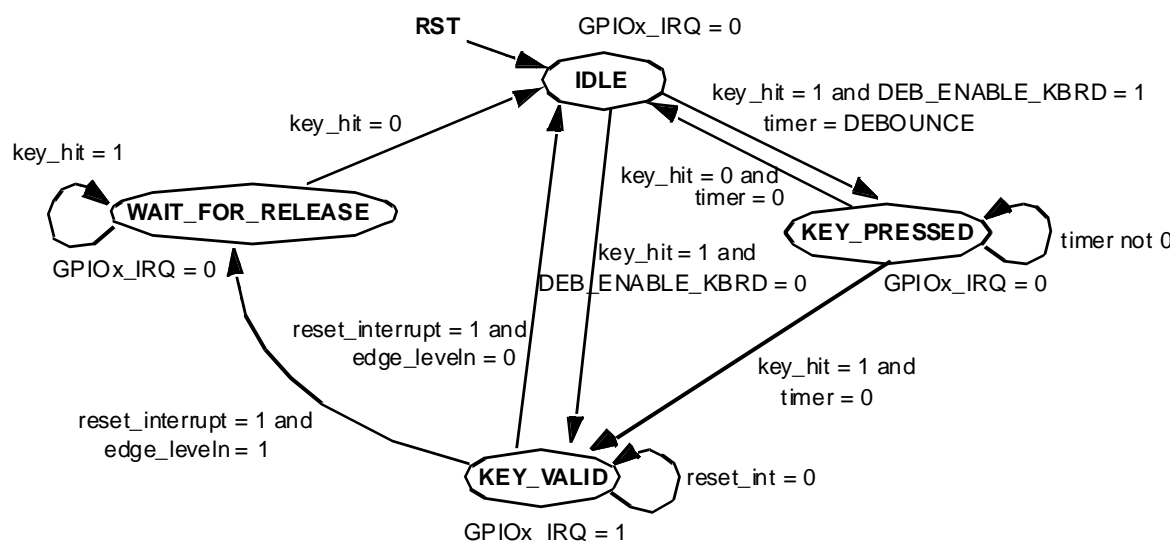 RST
GPIOx_IRQ = 0
IDLE
key_hit = 1 and DEB_ENABLE_KBRD = 1
timer = DEBOUNCE
key_hit = 0
key_hit = 1
key_hit = 0 and
timer = 0
WAIT_FOR_RELEASE
KEY_PRESSED
timer not 0
GPIOx_IRQ = 0
key_hit = 1 and
DEB_ENABLE_KBRD = 0
GPIOx_IRQ = 0
reset_interrupt = 1 and
edge_leveln = 0
key_hit = 1 and
timer = 0
reset_interrupt = 1 and
edge_leveln = 1
KEY_VALID
reset_int = 0
GPIOx_IRQ = 1